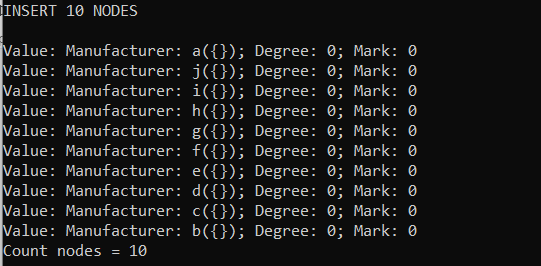 INSERT 10 NODES
Value: Manufacturer: a({}); Degree: 0; Mark: 0
Value: Manufacturer: j({}); Degree: 0; Mark: 0
Value: Manufacturer: i({}); Degree: 0; Mark: 0
Value: Manufacturer: h({}); Degree: 0; Mark: 0
Value: Manufacturer: g({}); Degree: 0; Mark: 0
Value: Manufacturer: f({}); Degree: 0; Mark: 0
Value: Manufacturer: e({}); Degree: 0; Mark: 0
Value: Manufacturer: d({}); Degree: 0; Mark: 0
Value: Manufacturer: c({}); Degree: 0; Mark: 0
Value: Manufacturer: b({}); Degree: 0; Mark: 0
Count nodes = 10